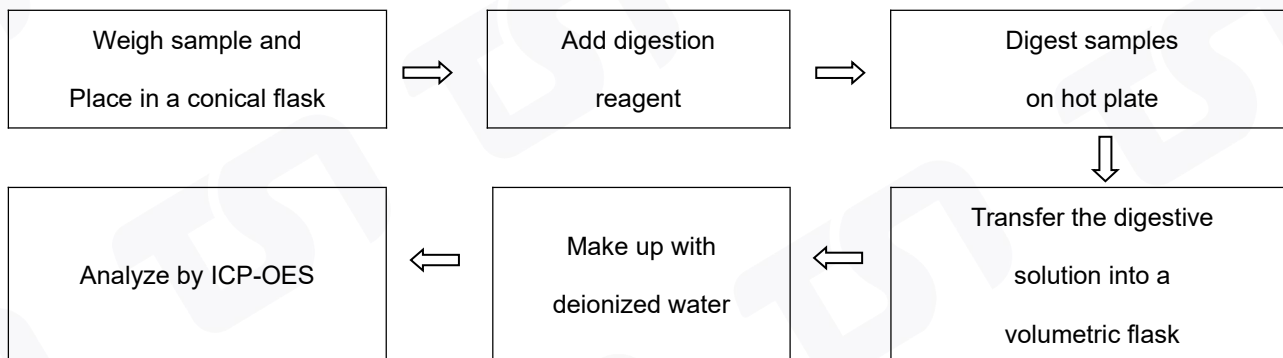 Weigh sample and
Place in a conical flask
Add digestion
reagent
Digest samples
on hot plate
Transfer the digestive
solution into a
volumetric flask
Make up with
deionized water
Analyze by ICP-OES